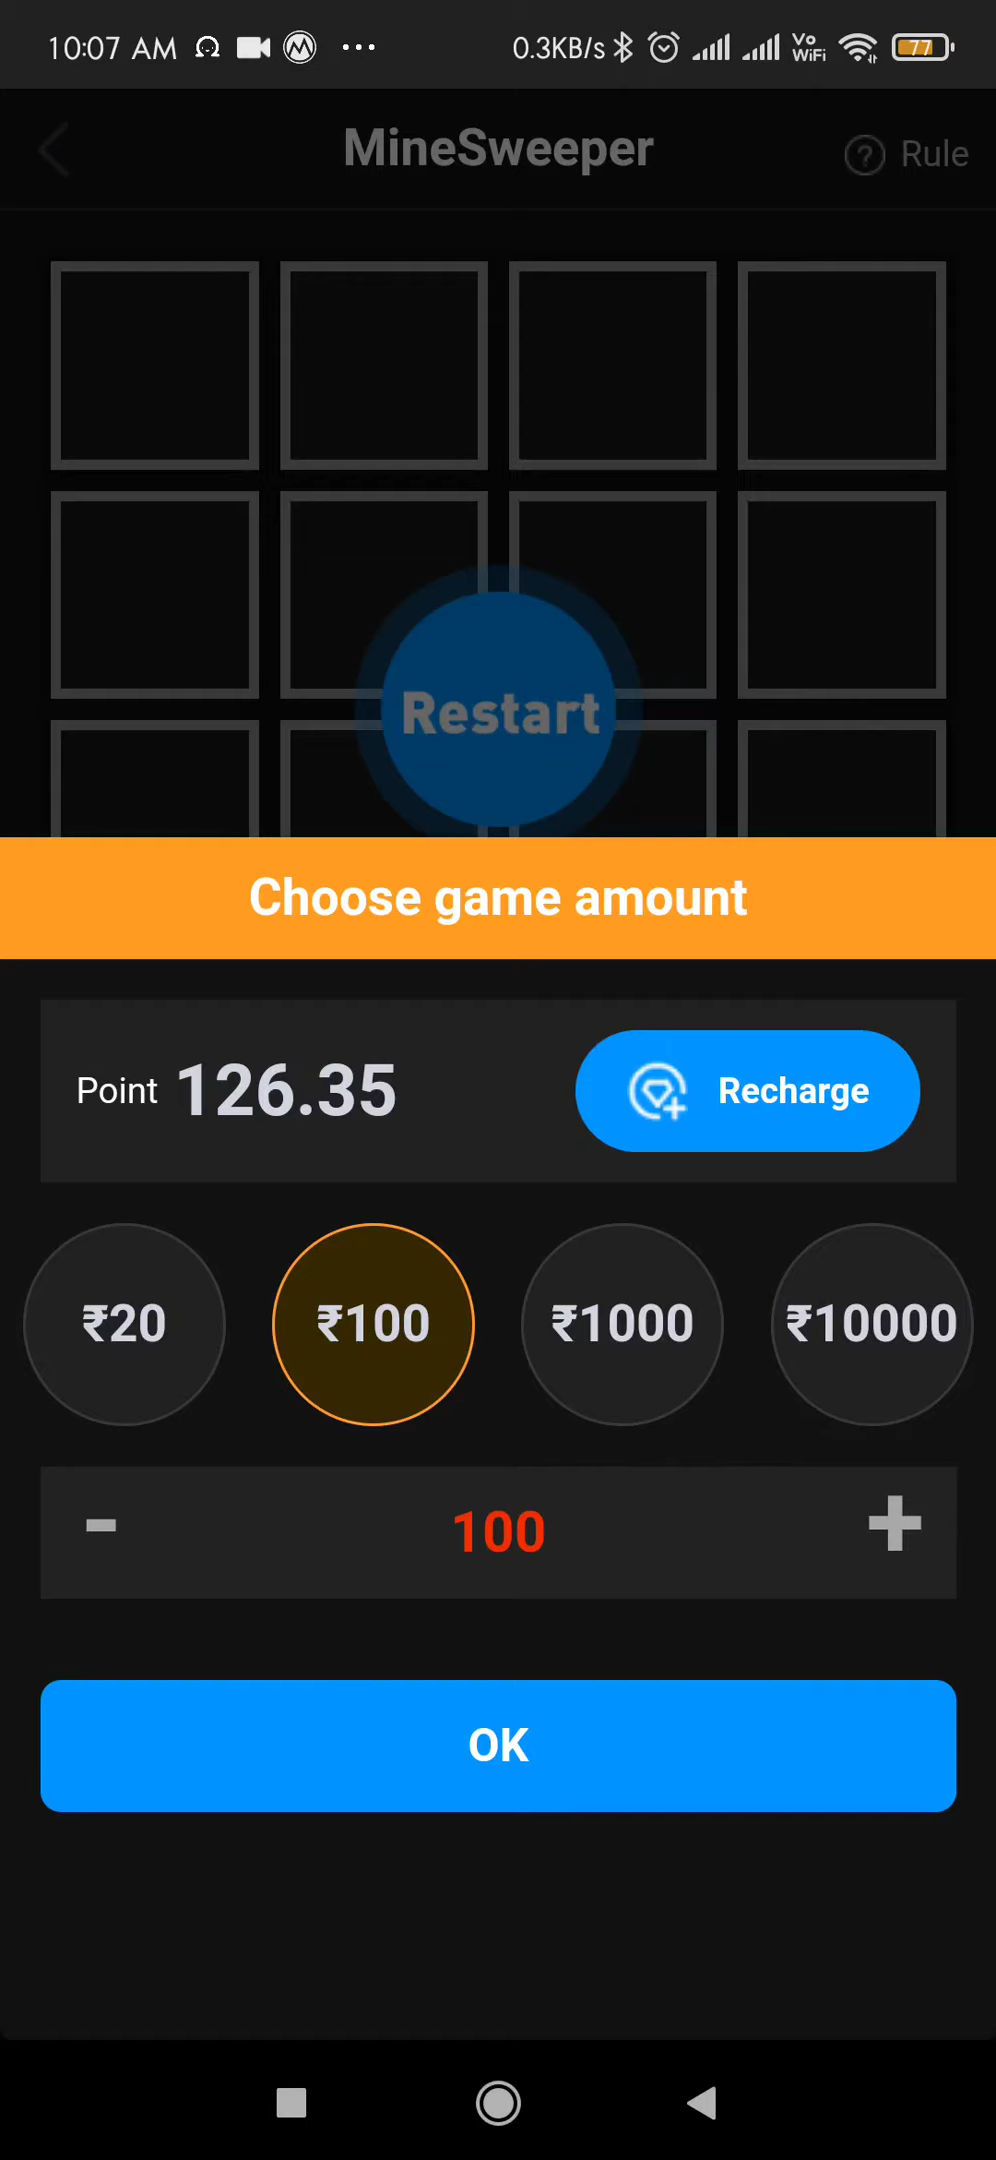 10:07 AM 0.3KB/s Vo WiFi 77
MineSweeper
? Rule
Restart
Choose game amount
Point 126.35 Recharge
₹20 ₹100 ₹1000 ₹10000
- 100 +
OK